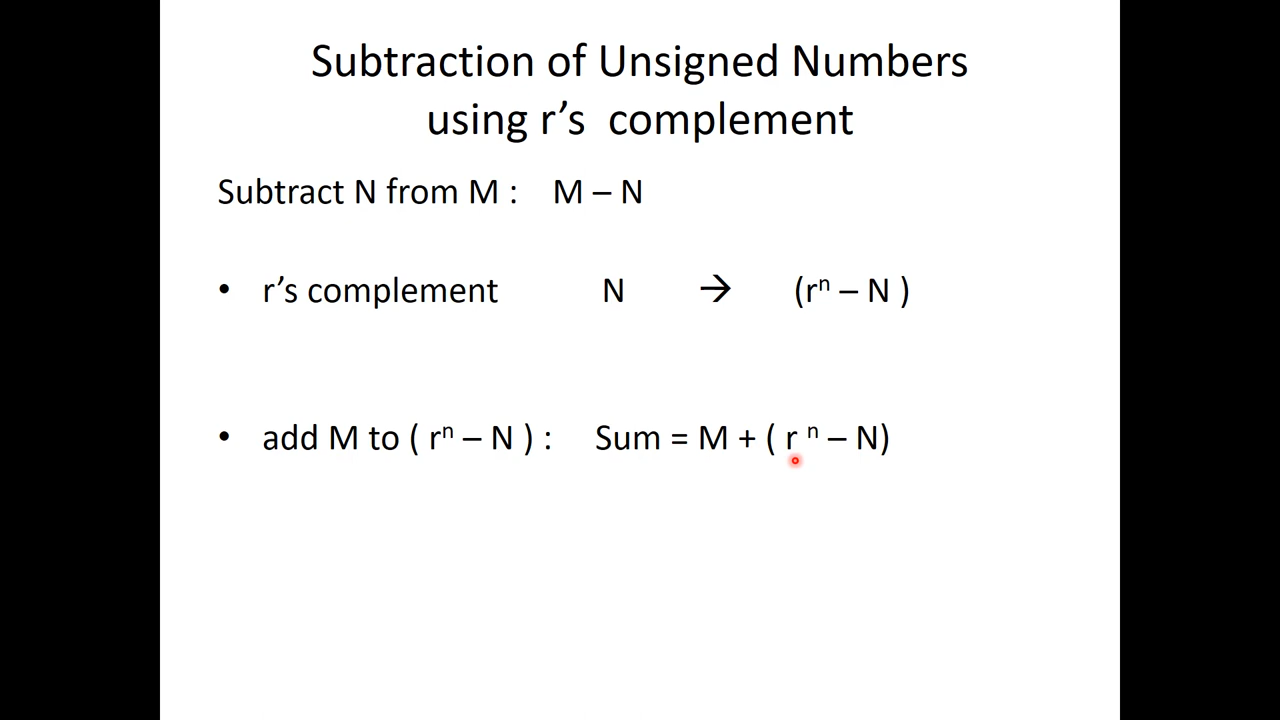 Subtraction of Unsigned Numbers
using r’s complement
Subtract N from M : M – N
• r’s complement N → (rⁿ – N )
• add M to ( rⁿ – N ) : Sum = M + ( r ⁿ – N)